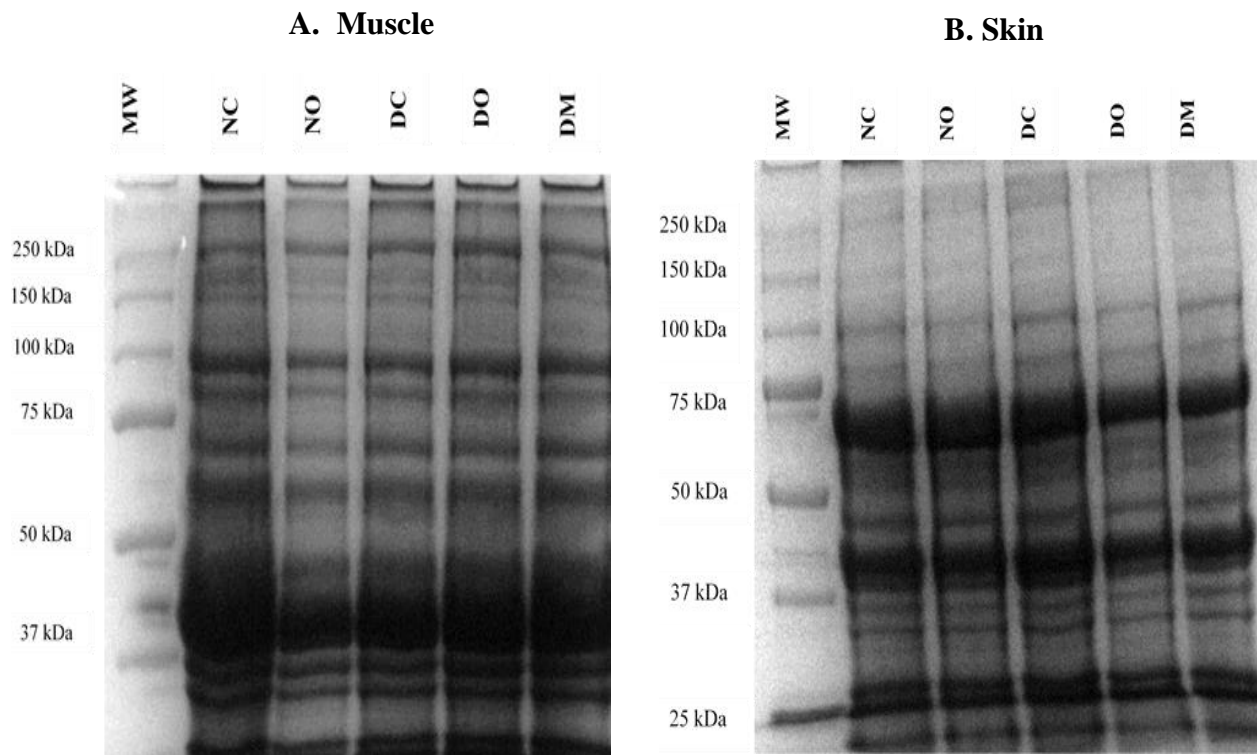 A. Muscle
MW NC NO DC DO DM
250 kDa
150 kDa
100 kDa
75 kDa
50 kDa
37 kDa
B. Skin
MW NC NO DC DO DM
250 kDa
150 kDa
100 kDa
75 kDa
50 kDa
37 kDa
25 kDa